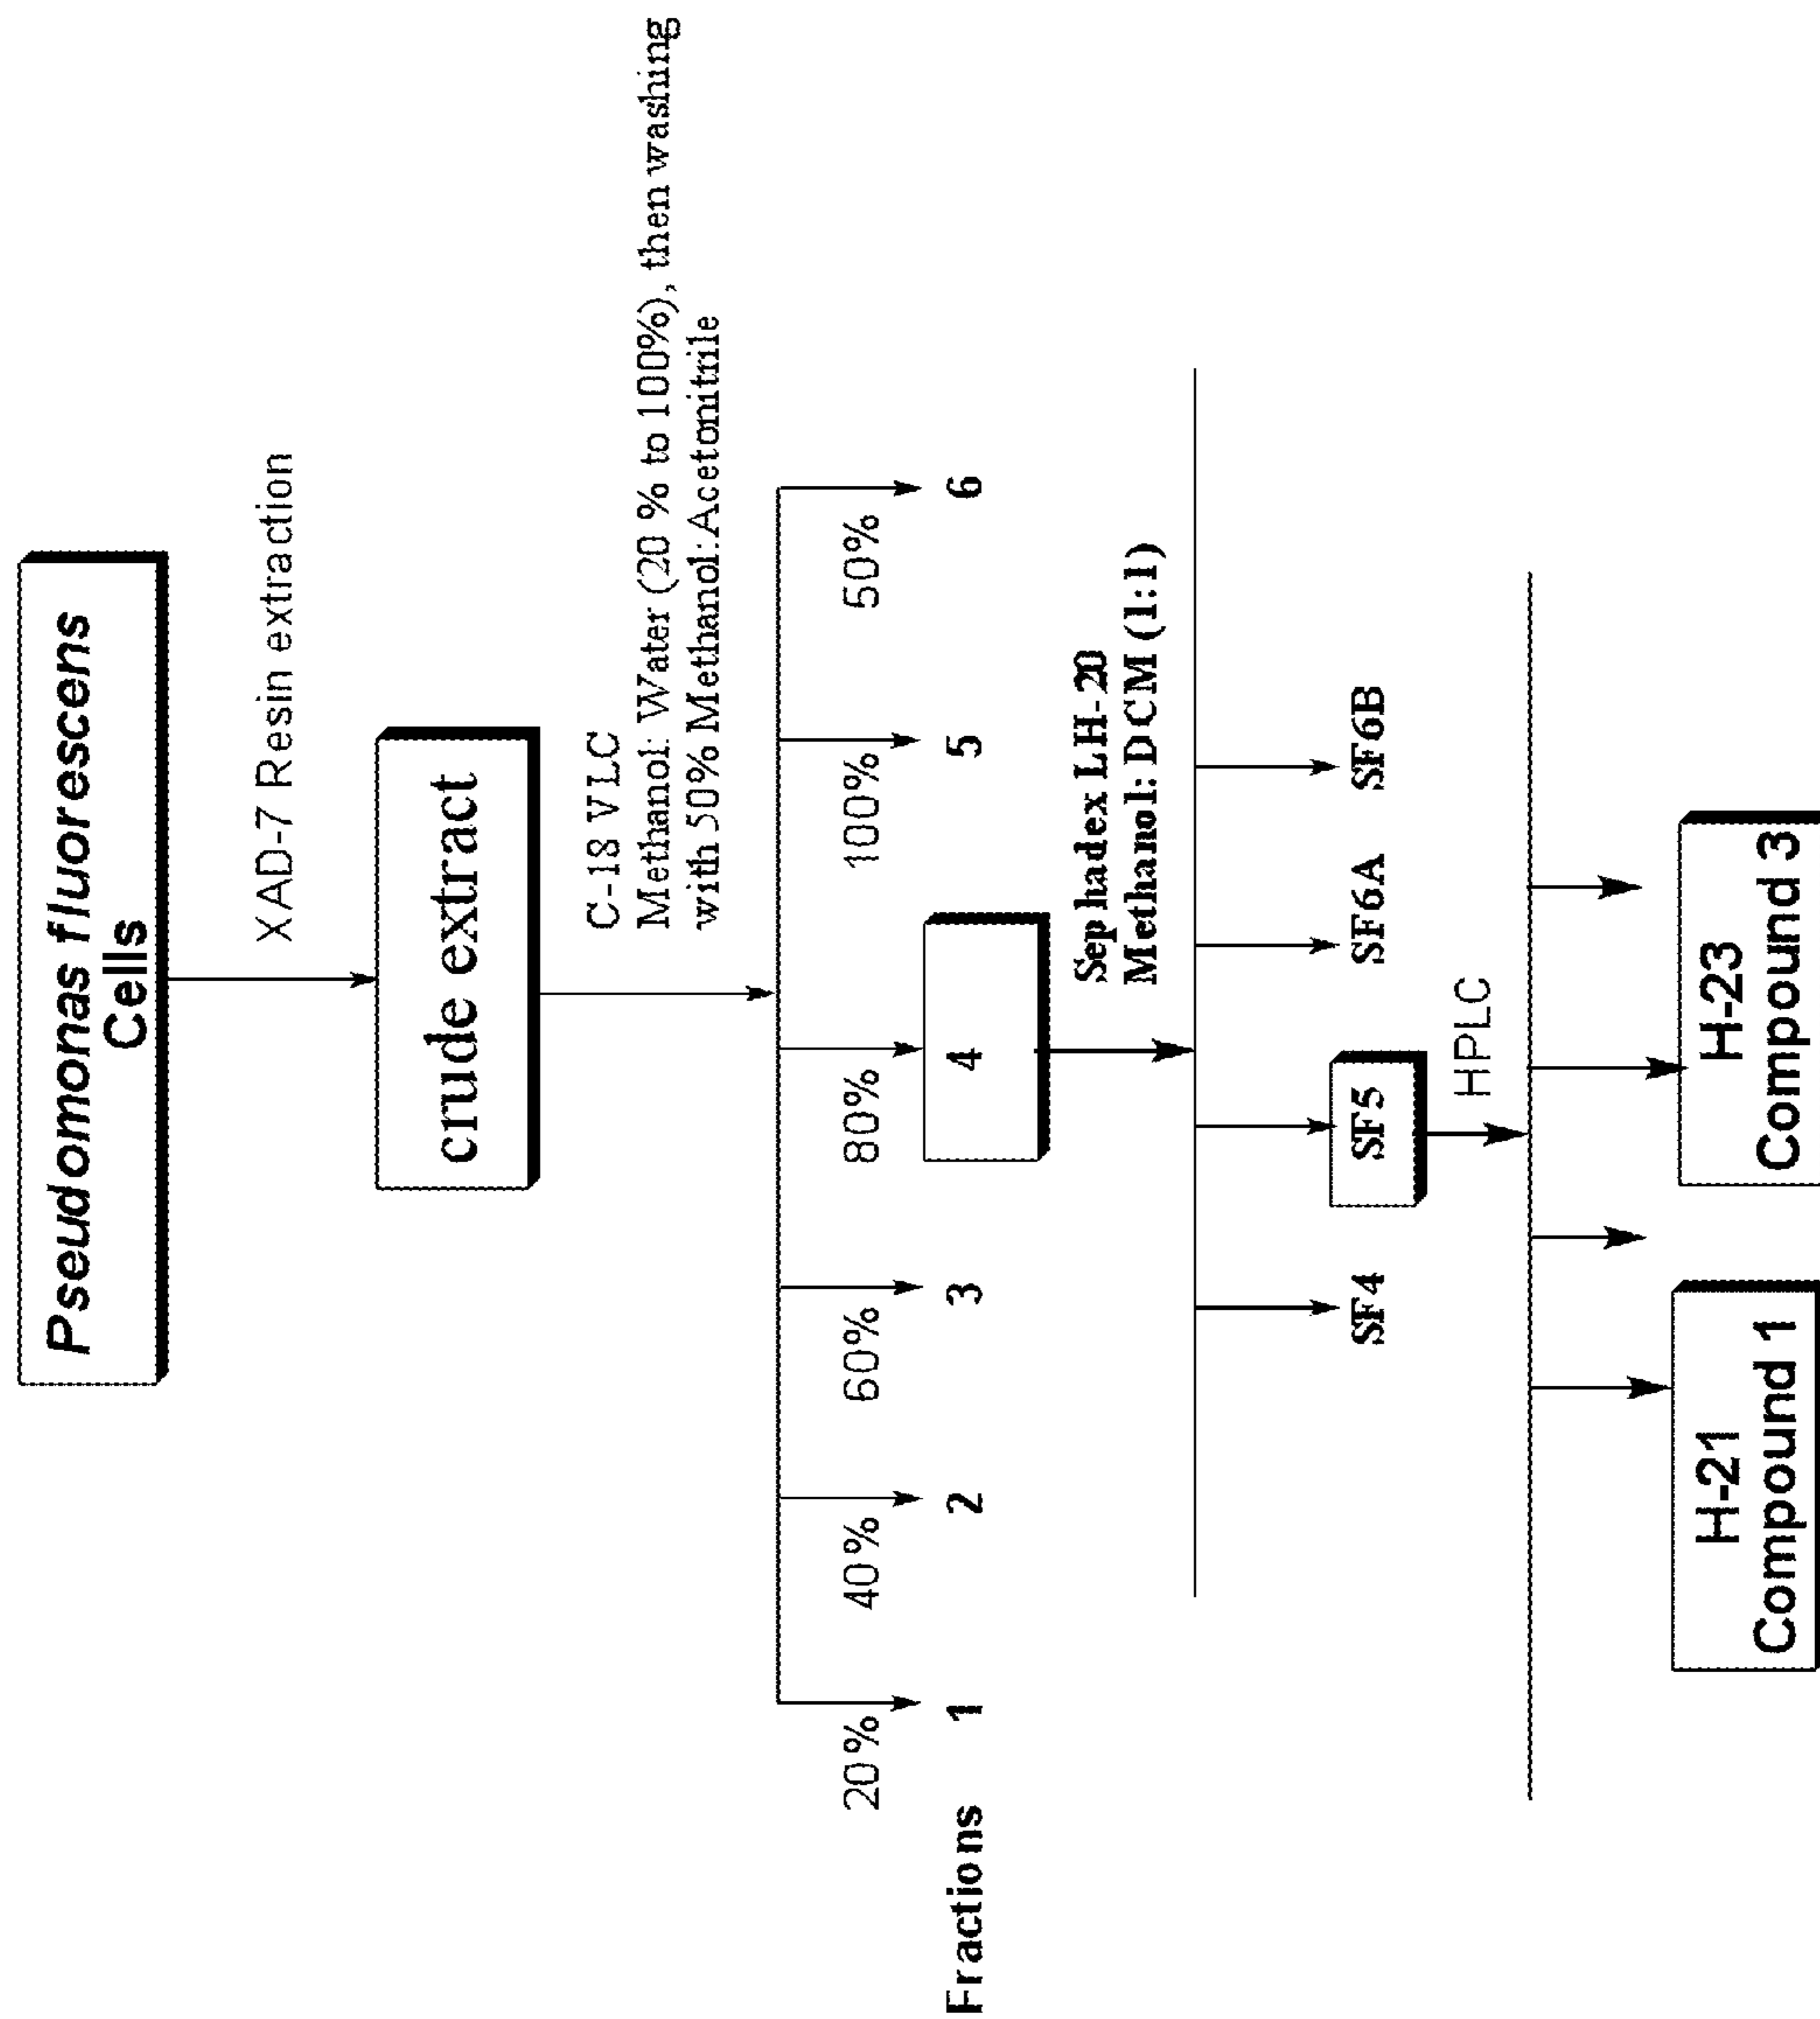 Pseudomonas fluorescens
Cells
XAD-7 Resin extraction
crude extract
C-18 VLC
Methanol: Water (20 % to 100%), then washing
with 50% Methanol:Acetonitrile
20% 40% 60% 80% 100% 50%
Fractions 1 2 3 4 5 6
Sephadex LH-20
Methanol: DCM (1:1)
SF4 SF5 SF6A SF6B
HPLC
H-21
Compound 1
H-23
Compound 3